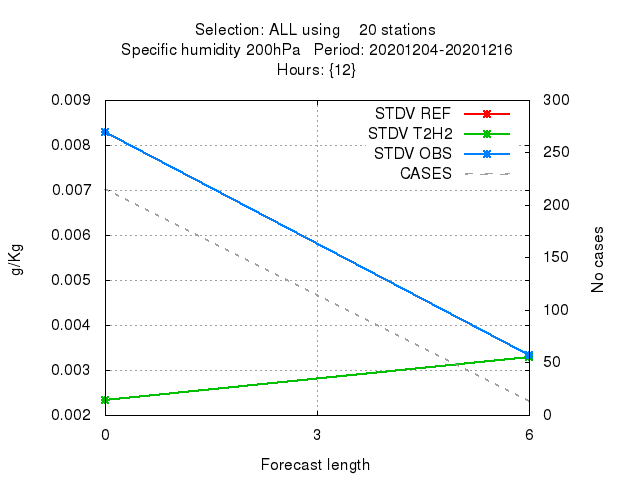 Selection: ALL using    20 stations
Specific humidity 200hPa   Period: 20201204-20201216
Hours: {12}
STDV REF
STDV T2H2
STDV OBS
CASES
0.009
0.008
0.007
0.006
0.005
0.004
0.003
0.002
g/Kg
300
250
200
150
100
50
0
No cases
0 3 6
Forecast length